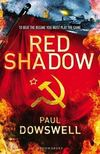 TO BEAT THE REGIME YOU MUST PLAY THE GAME
RED
SHADOW
PAUL
DOWSWELL